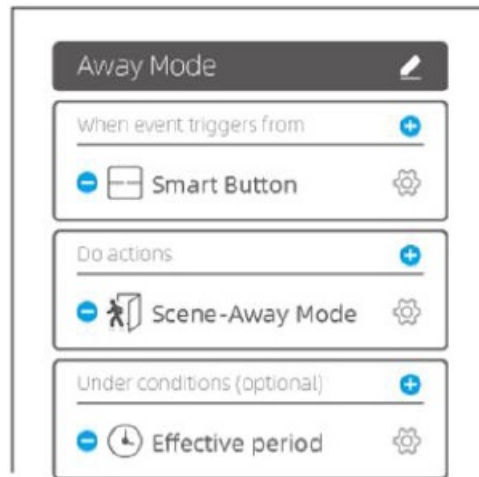 Away Mode
When event triggers from
Smart Button
Do actions
Scene-Away Mode
Under conditions (optional)
Effective period